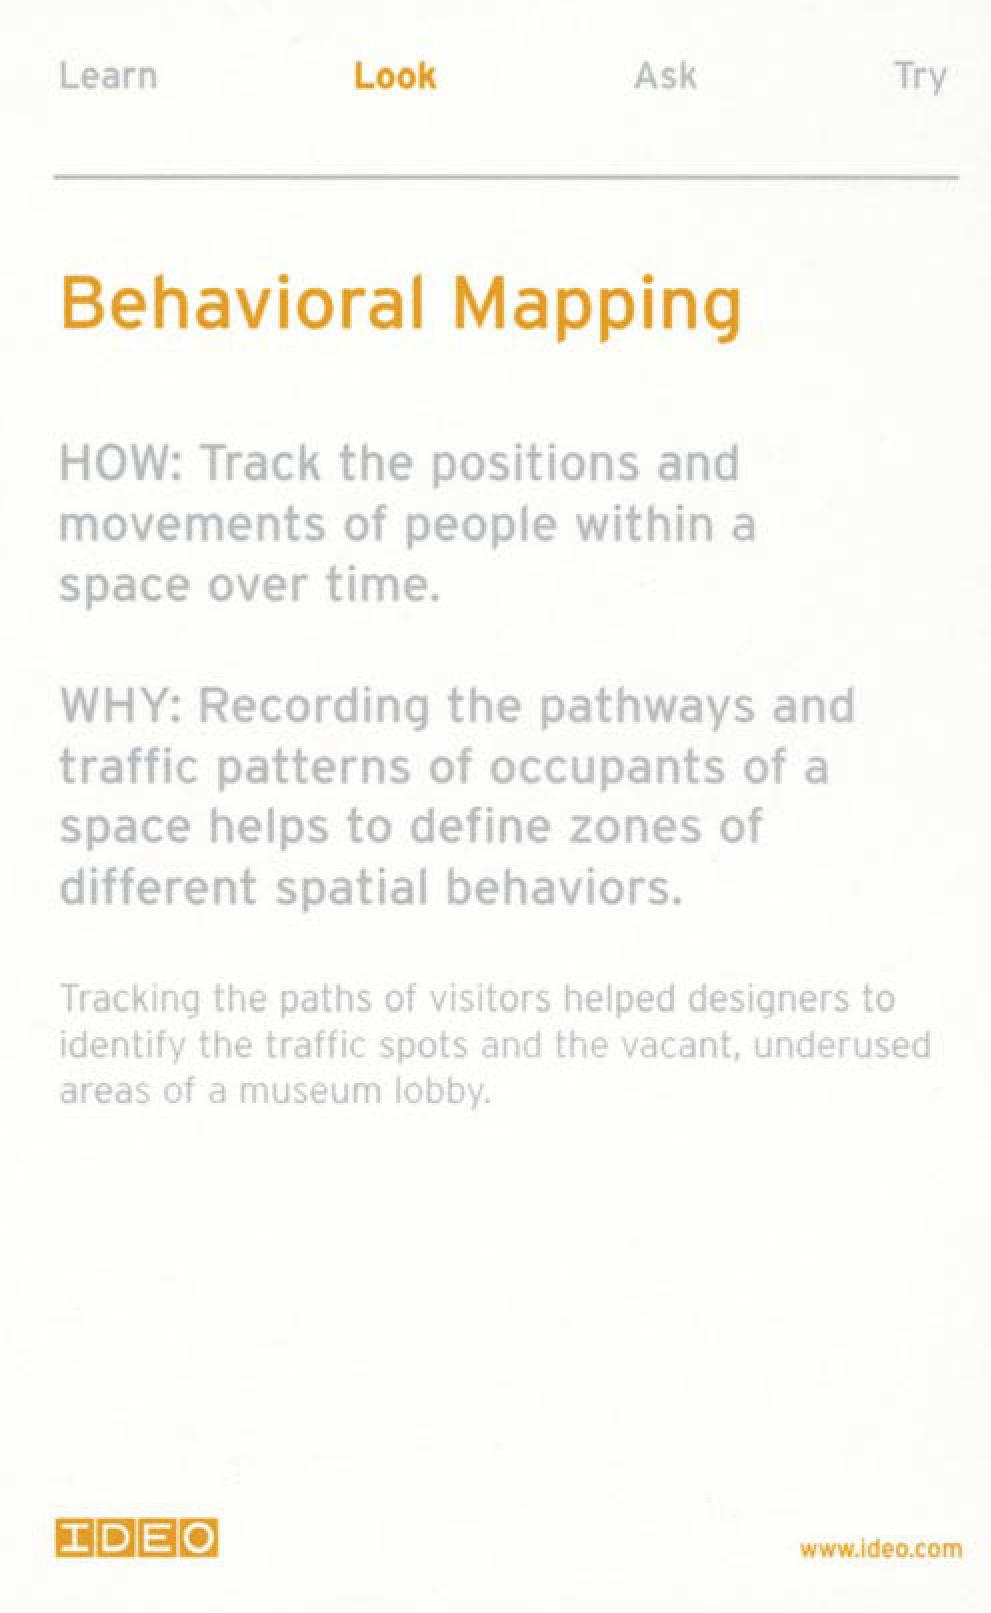 Learn Look Ask Try
Behavioral Mapping
HOW: Track the positions and
movements of people within a
space over time.
WHY: Recording the pathways and
traffic patterns of occupants of a
space helps to define zones of
different spatial behaviors.
Tracking the paths of visitors helped designers to
identify the traffic spots and the vacant, underused
areas of a museum lobby.
IDEO
www.ideo.com